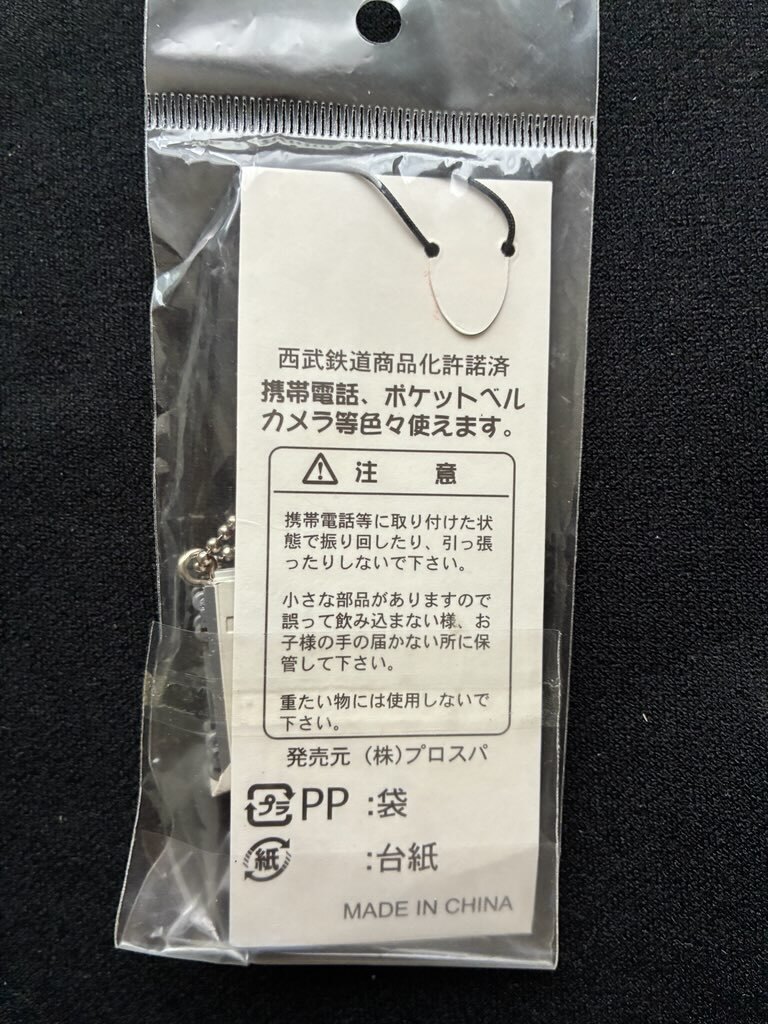 西武鉄道商品化許諾済
携帯電話、ポケットベル
カメラ等色々使えます。
注 意
携帯電話等に取り付けた状
態で振り回したり、引っ張
ったりしないで下さい。
小さな部品がありますので
誤って飲み込まない様、お
子様の手の届かない所に保
管して下さい。
重たい物には使用しないで
下さい。
発売元 (株)プロスパ
プラ PP :袋
紙 :台紙
MADE IN CHINA